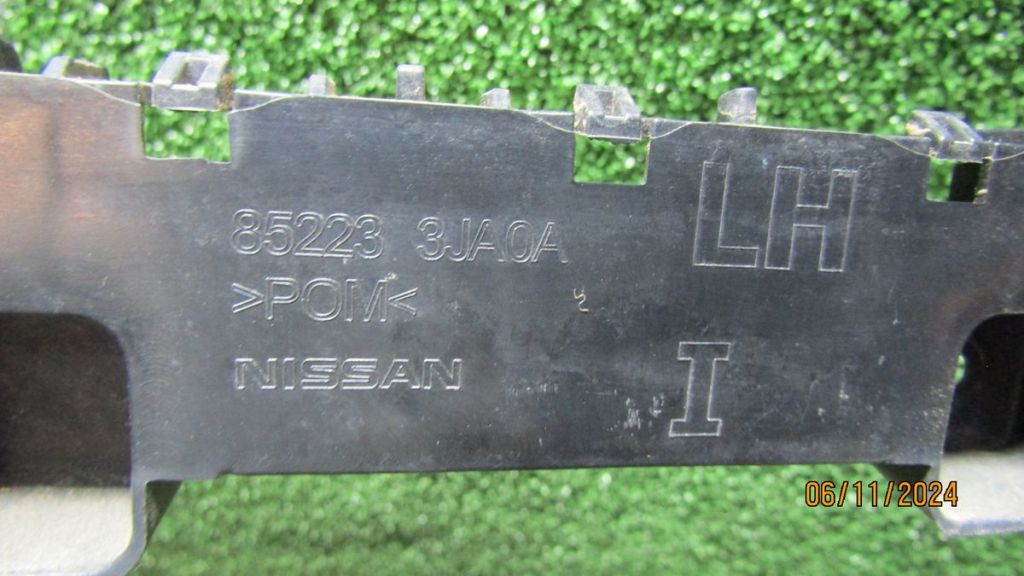 85223 3JA0A
>POM<
NISSAN
LH
I
06/11/2024